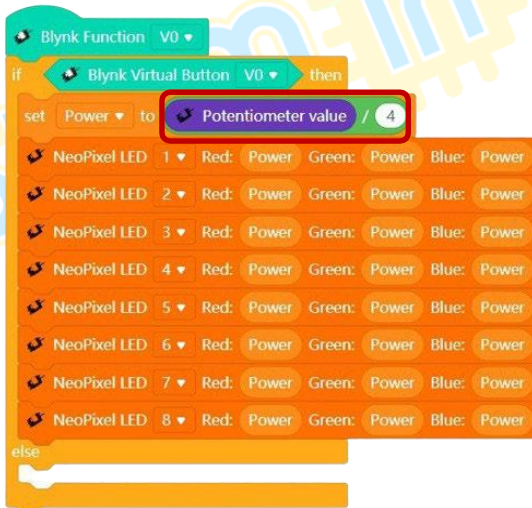 Blynk Function V0
if Blynk Virtual Button V0 then
set Power to Potentiometer value / 4
NeoPixel LED 1 Red: Power Green: Power Blue: Power
NeoPixel LED 2 Red: Power Green: Power Blue: Power
NeoPixel LED 3 Red: Power Green: Power Blue: Power
NeoPixel LED 4 Red: Power Green: Power Blue: Power
NeoPixel LED 5 Red: Power Green: Power Blue: Power
NeoPixel LED 6 Red: Power Green: Power Blue: Power
NeoPixel LED 7 Red: Power Green: Power Blue: Power
NeoPixel LED 8 Red: Power Green: Power Blue: Power
else